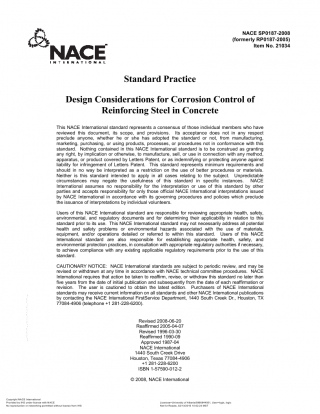 NACE SP0187-2008
(formerly RP0187-2005)
Item No. 21034
NACE®
INTERNATIONAL
Standard Practice
Design Considerations for Corrosion Control of
Reinforcing Steel in Concrete
This NACE International standard represents a consensus of those individual members who have
reviewed this document, its scope, and provisions. Its acceptance does not in any respect
preclude anyone, whether he or she has adopted the standard or not, from manufacturing,
marketing, purchasing, or using products, processes, or procedures not in conformance with this
standard. Nothing contained in this NACE International standard is to be construed as granting
any right, by implication or otherwise, to manufacture, sell, or use in connection with any method,
apparatus, or product covered by Letters Patent, or as indemnifying or protecting anyone against
liability for infringement of Letters Patent. This standard represents minimum requirements and
should in no way be interpreted as a restriction on the use of better procedures or materials.
Neither is this standard intended to apply in all cases relating to the subject. Unpredictable
circumstances may negate the usefulness of this standard in specific instances. NACE
International assumes no responsibility for the interpretation or use of this standard by other
parties and accepts responsibility for only those official NACE International interpretations issued
by NACE International in accordance with its governing procedures and policies which preclude
the issuance of interpretations by individual volunteers.
Users of this NACE International standard are responsible for reviewing appropriate health, safety,
environmental, and regulatory documents and for determining their applicability in relation to this
standard prior to its use. This NACE International standard may not necessarily address all potential
health and safety problems or environmental hazards associated with the use of materials,
equipment, and/or operations detailed or referred to within this standard. Users of this NACE
International standard are also responsible for establishing appropriate health, safety, and
environmental protection practices, in consultation with appropriate regulatory authorities if necessary,
to achieve compliance with any existing applicable regulatory requirements prior to the use of this
standard.
CAUTIONARY NOTICE: NACE International standards are subject to periodic review, and may be
revised or withdrawn at any time in accordance with NACE technical committee procedures. NACE
International requires that action be taken to reaffirm, revise, or withdraw this standard no later than
five years from the date of initial publication and subsequently from the date of each reaffirmation or
revision. The user is cautioned to obtain the latest edition. Purchasers of NACE International
standards may receive current information on all standards and other NACE International publications
by contacting the NACE International FirstService Department, 1440 South Creek Dr., Houston, TX
77084-4906 (telephone +1 281-228-6200).
Revised 2008-06-20
Reaffirmed 2005-04-07
Revised 1996-03-30
Reaffirmed 1990-09
Approved 1987-04
NACE International
1440 South Creek Drive
Houston, Texas 77084-4906
+1 281-228-6200
ISBN 1-57590-012-2
© 2008, NACE International
Copyright NACE International